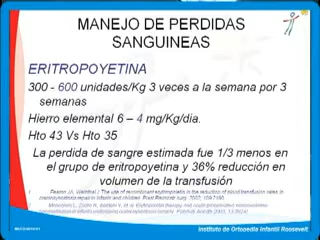 MANEJO DE PERDIDAS
SANGUINEAS
ERITROPOYETINA
300 - 600 unidades/Kg 3 veces a la semana por 3
semanas
Hierro elemental 6 – 4 mg/Kg/dia.
Hto 43 Vs Hto 35
La perdida de sangre estimada fue 1/3 menos en
el grupo de eritropoyetina y 36% reducción en
volumen de la transfusión
Instituto de Ortopedia Infantil Roosevelt